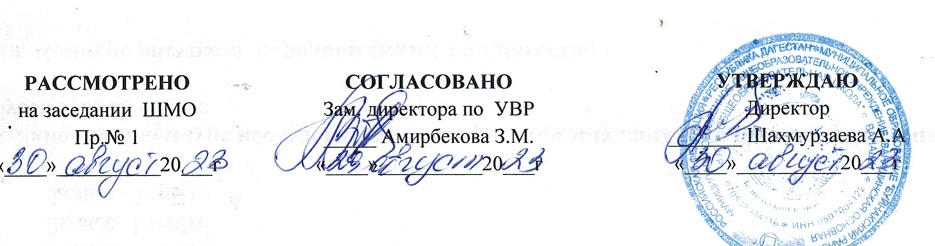 РАССМОТРЕНО
на заседании ШМО
Пр.№ 1
«30» август 2023
СОГЛАСОВАНО
Зам. директора по УВР
Амирбекова З.М.
август 2023
УТВЕРЖДАЮ
Директор
Шахмурзаева А.А
«30» август 2023